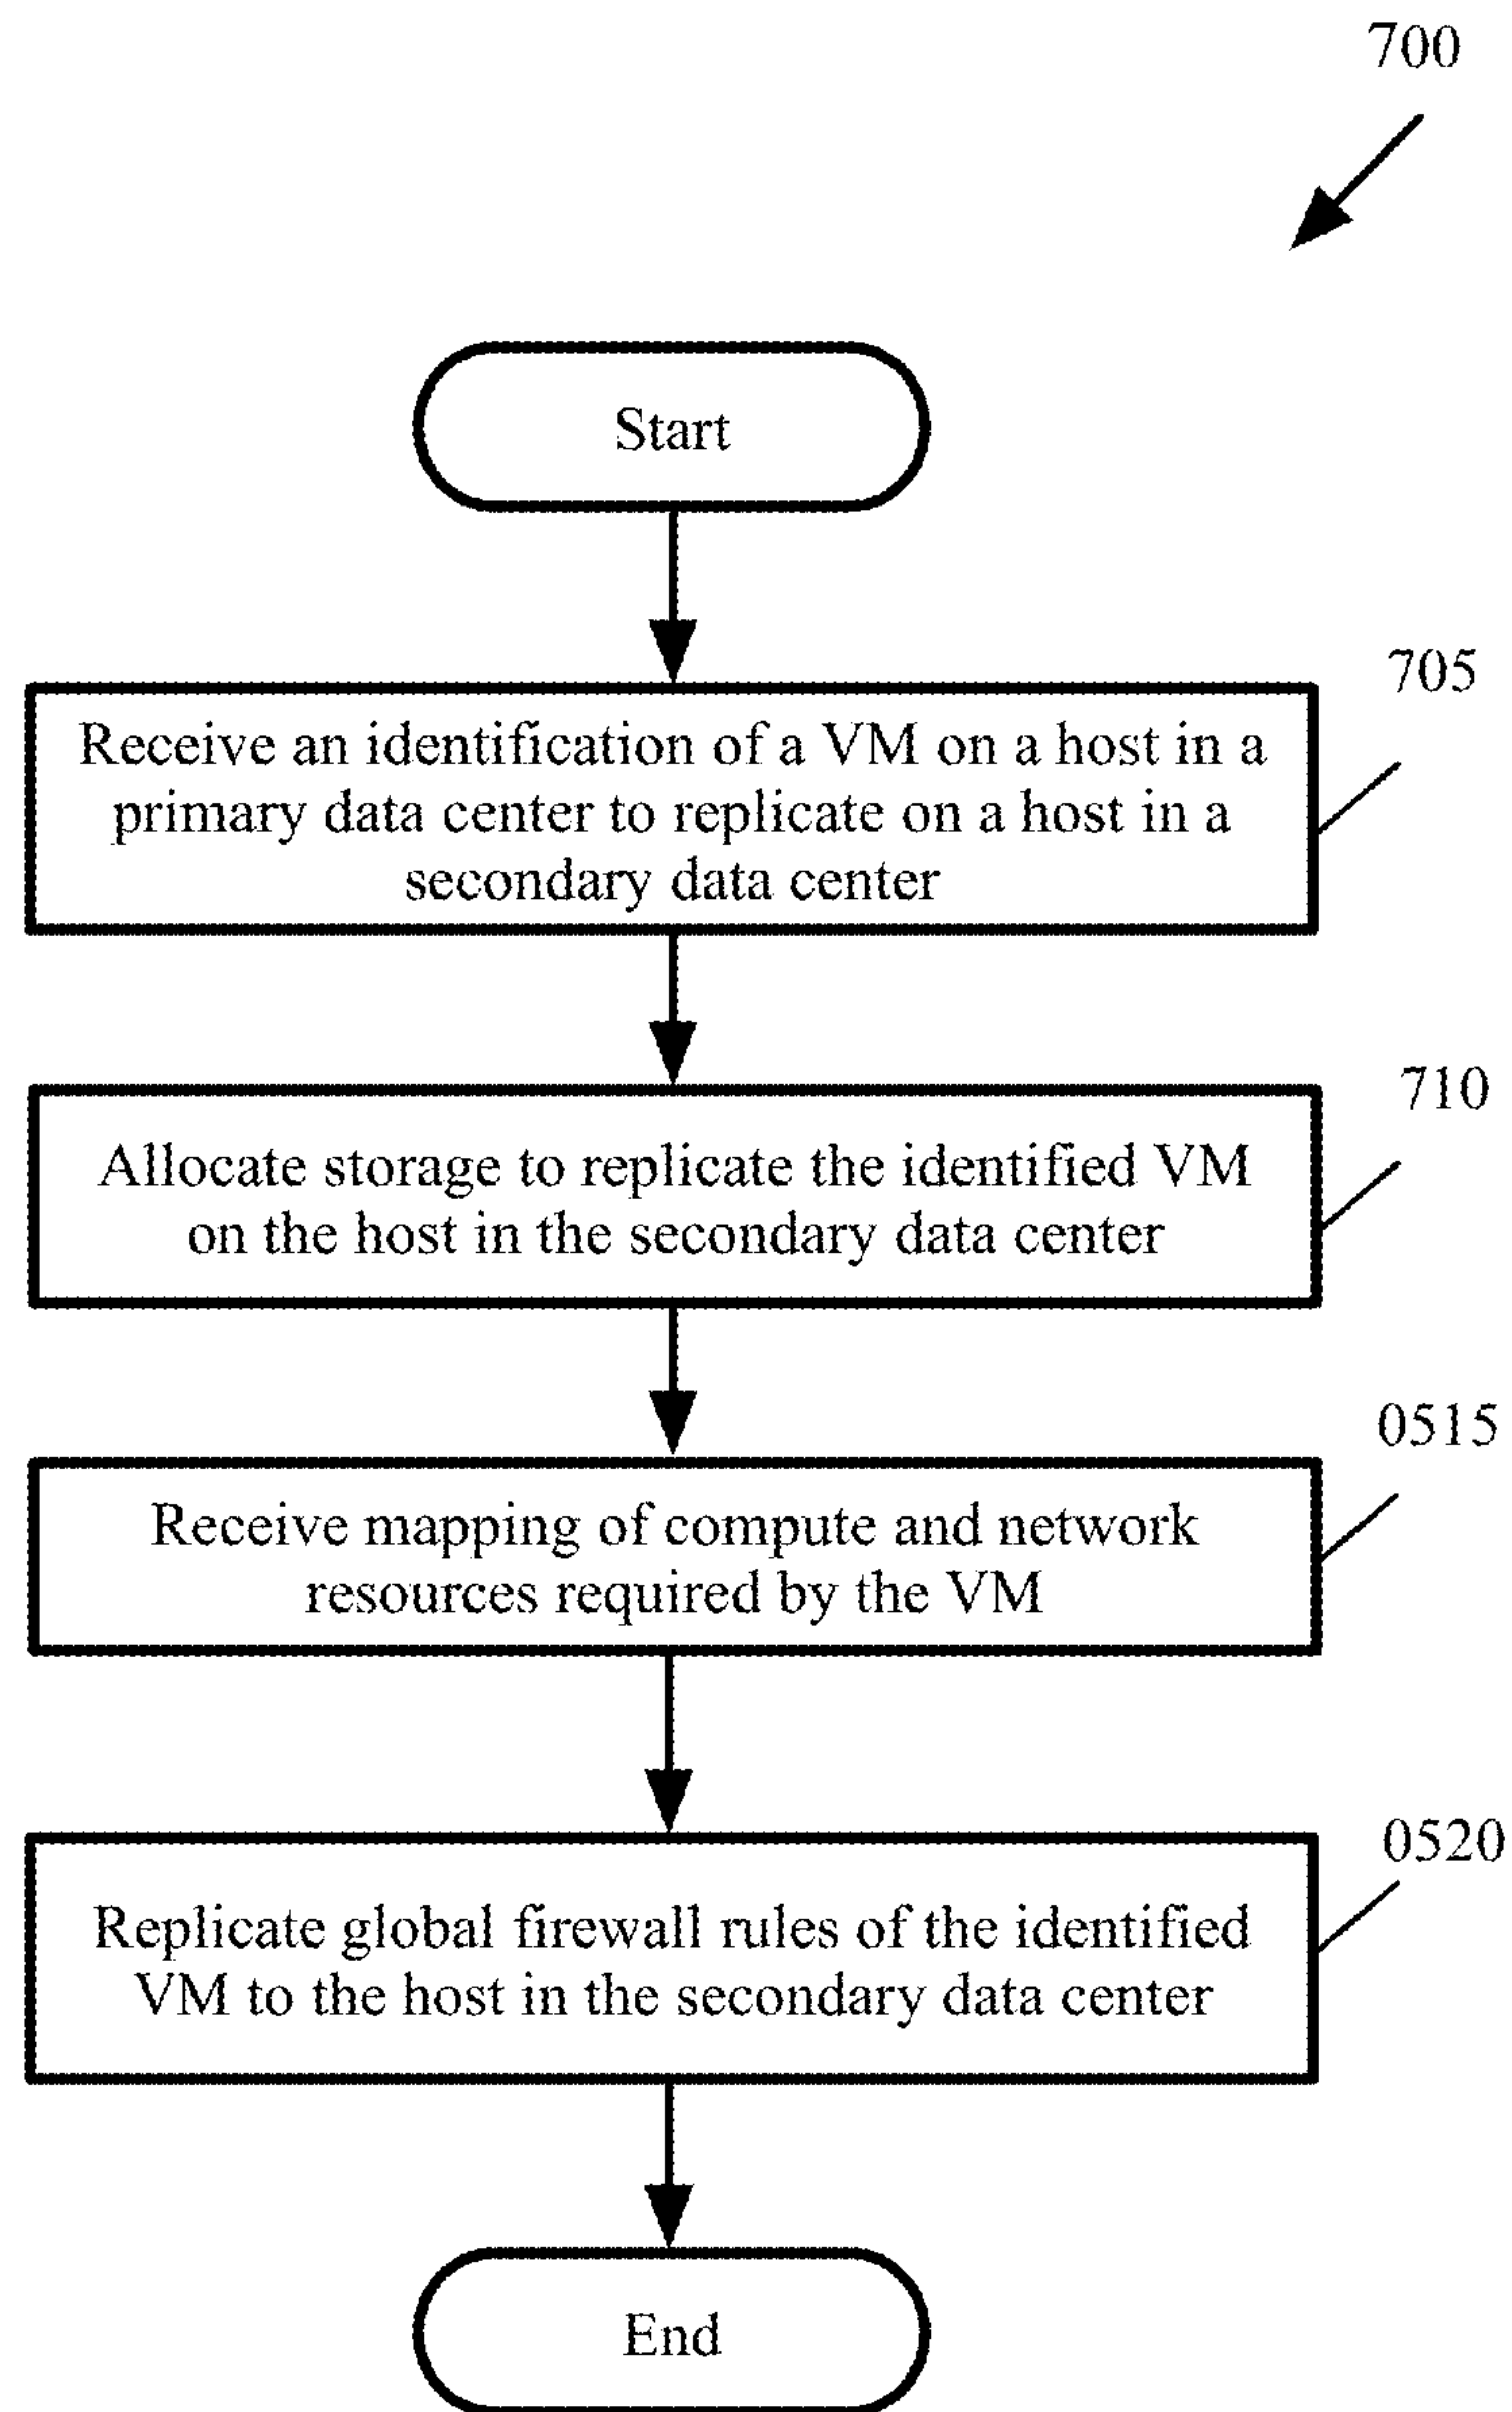 700
Start
705
Receive an identification of a VM on a host in a
primary data center to replicate on a host in a
secondary data center
710
Allocate storage to replicate the identified VM
on the host in the secondary data center
0515
Receive mapping of compute and network
resources required by the VM
0520
Replicate global firewall rules of the identified
VM to the host in the secondary data center
End